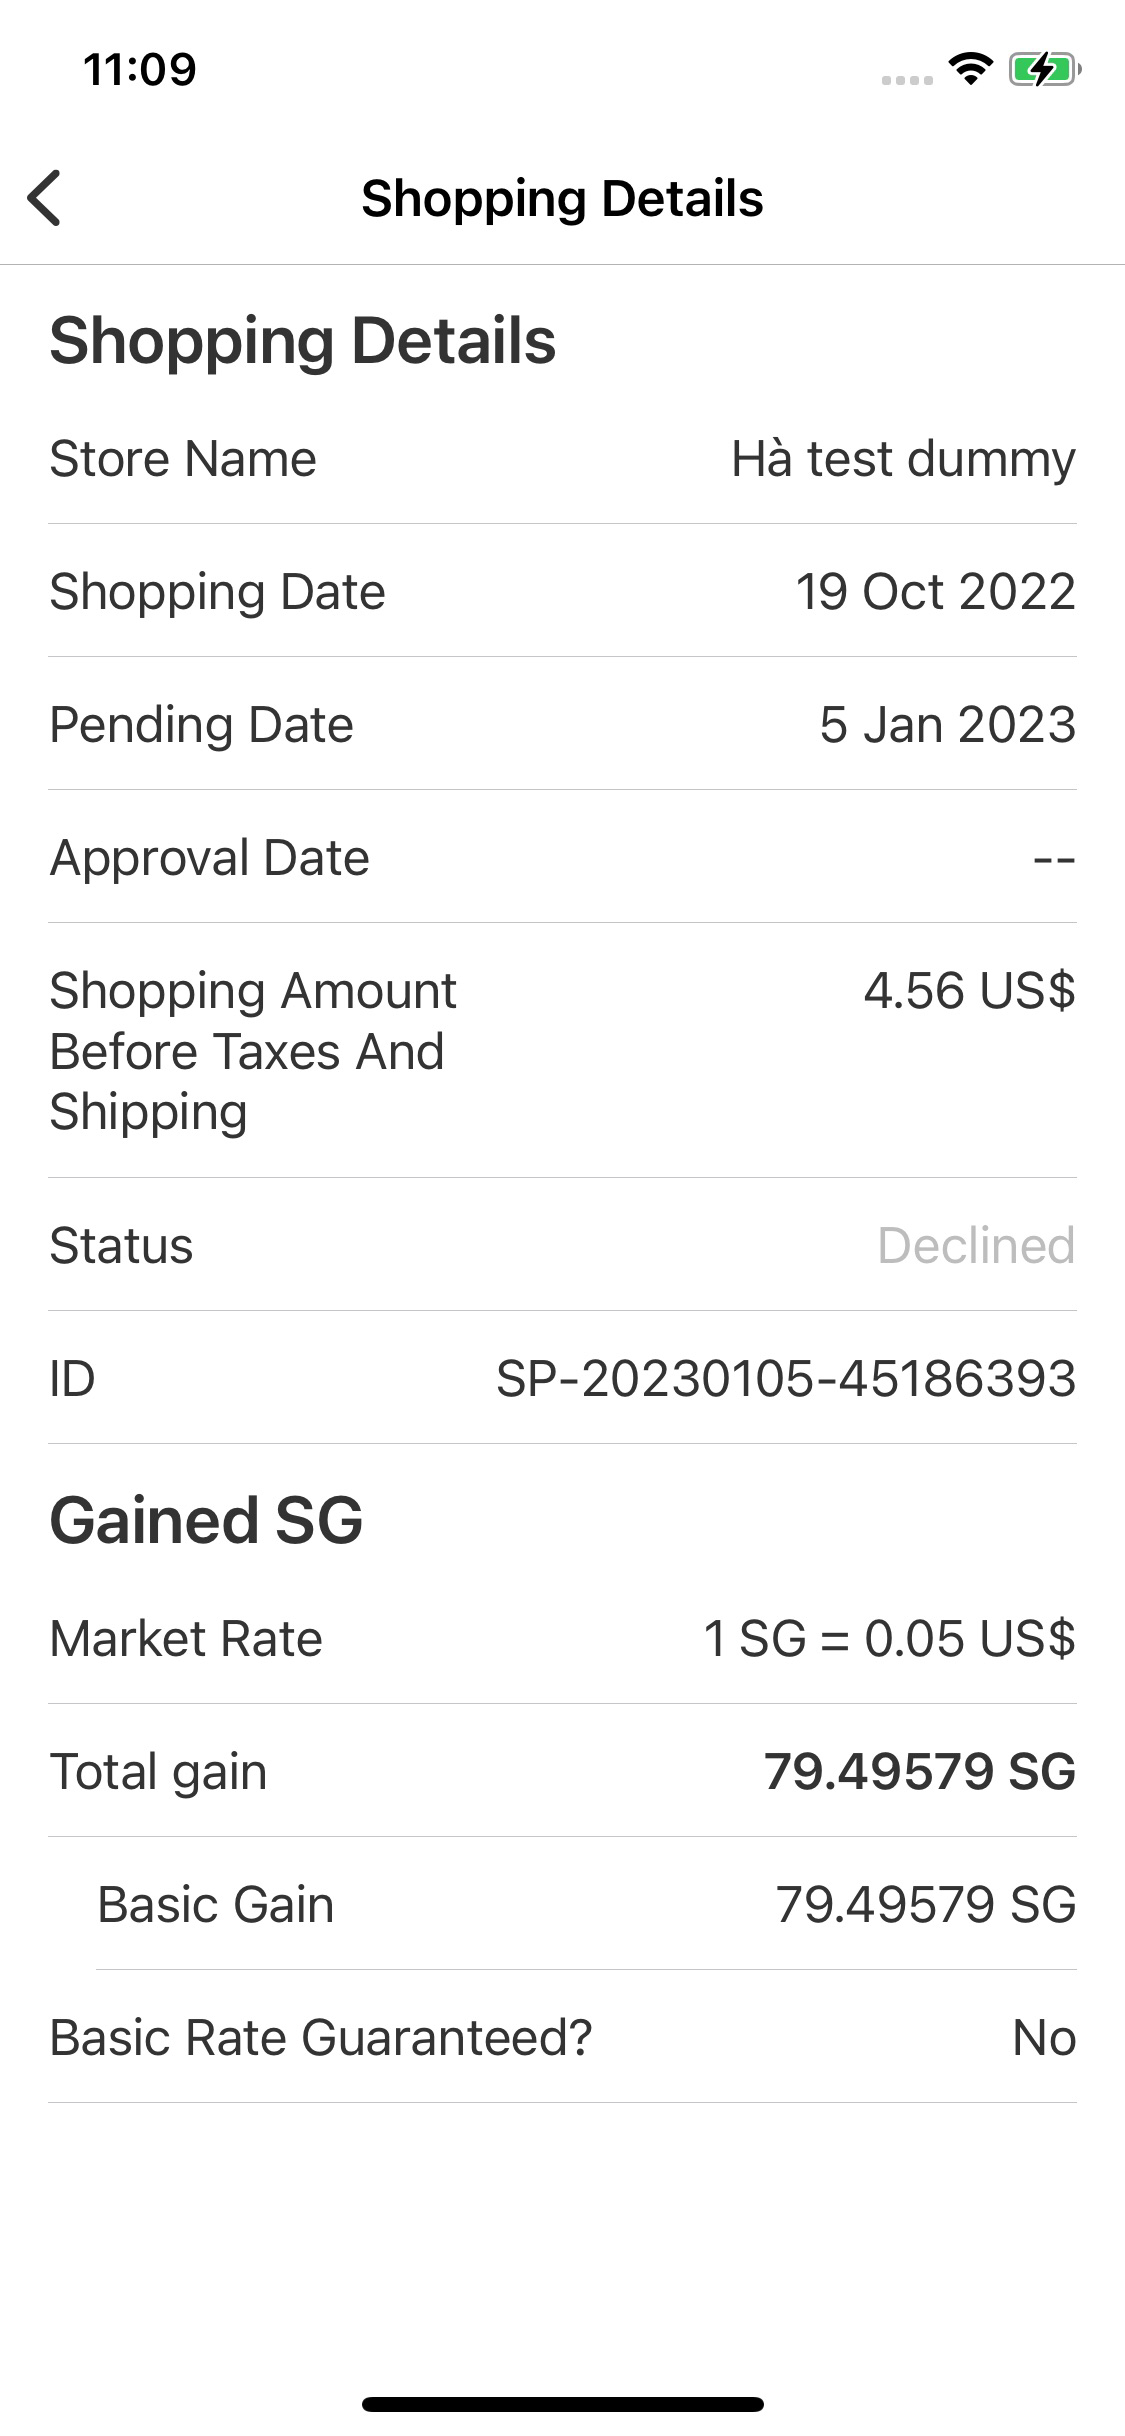 11:09
Shopping Details
Shopping Details
Store Name Hà test dummy
Shopping Date 19 Oct 2022
Pending Date 5 Jan 2023
Approval Date --
Shopping Amount 4.56 US$
Before Taxes And
Shipping
Status Declined
ID SP-20230105-45186393
Gained SG
Market Rate 1 SG = 0.05 US$
Total gain 79.49579 SG
Basic Gain 79.49579 SG
Basic Rate Guaranteed? No